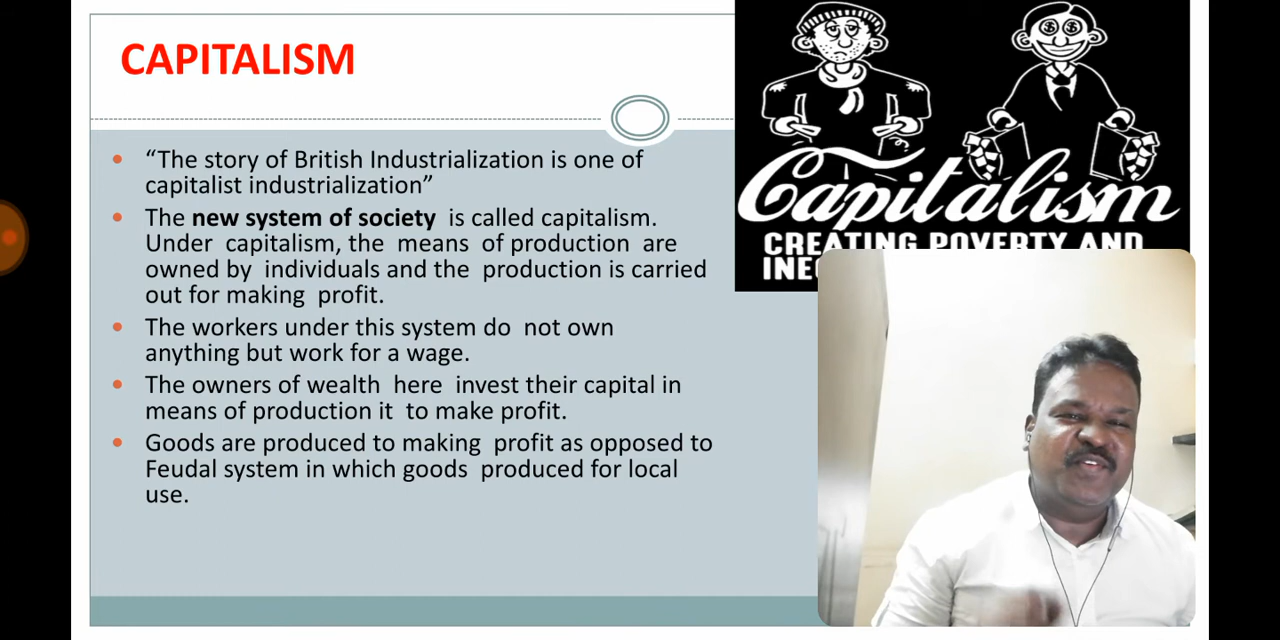 CAPITALISM
“The story of British Industrialization is one of
capitalist industrialization”
The new system of society is called capitalism.
Under capitalism, the means of production are
owned by individuals and the production is carried
out for making profit.
The workers under this system do not own
anything but work for a wage.
The owners of wealth here invest their capital in
means of production it to make profit.
Goods are produced to making profit as opposed to
Feudal system in which goods produced for local
use.
Capitalism
CREATING POVERTY AND